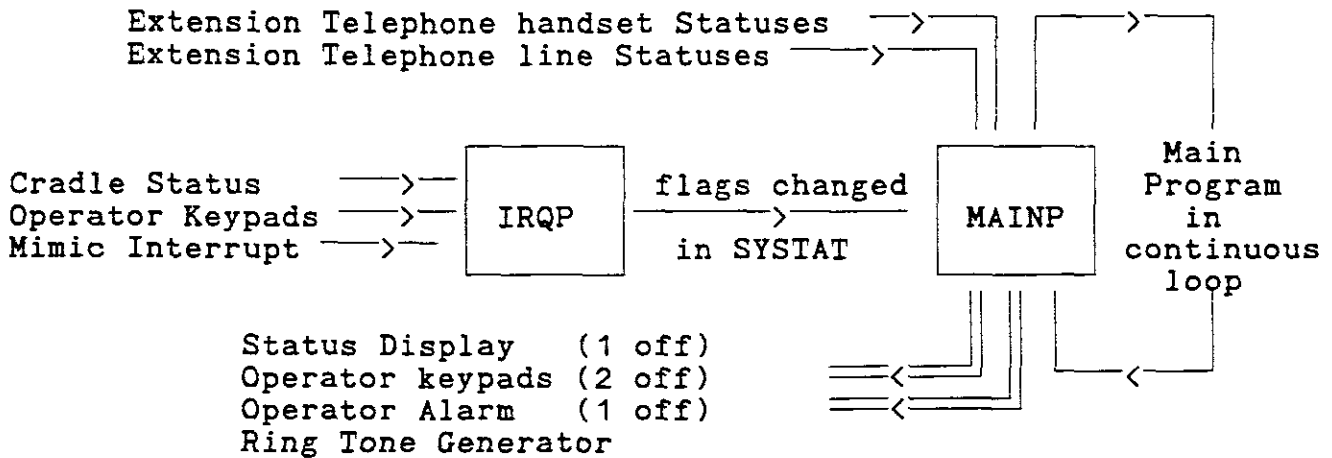 Extension Telephone handset Statuses
Extension Telephone line Statuses
Cradle Status
Operator Keypads
Mimic Interrupt
IRQP
flags changed
in SYSTAT
MAINP
Main
Program
in
continuous
loop
Status Display (1 off)
Operator keypads (2 off)
Operator Alarm (1 off)
Ring Tone Generator